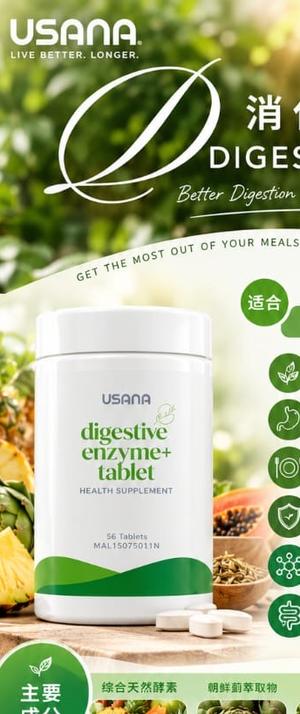 USANA
LIVE BETTER. LONGER.
D
消
DIGES
Better Digestion
GET THE MOST OUT OF YOUR MEALS
适合
USANA
digestive
enzyme+
tablet
HEALTH SUPPLEMENT
56 Tablets
MAL15075011N
主要
综合天然酵素
朝鲜蓟萃取物